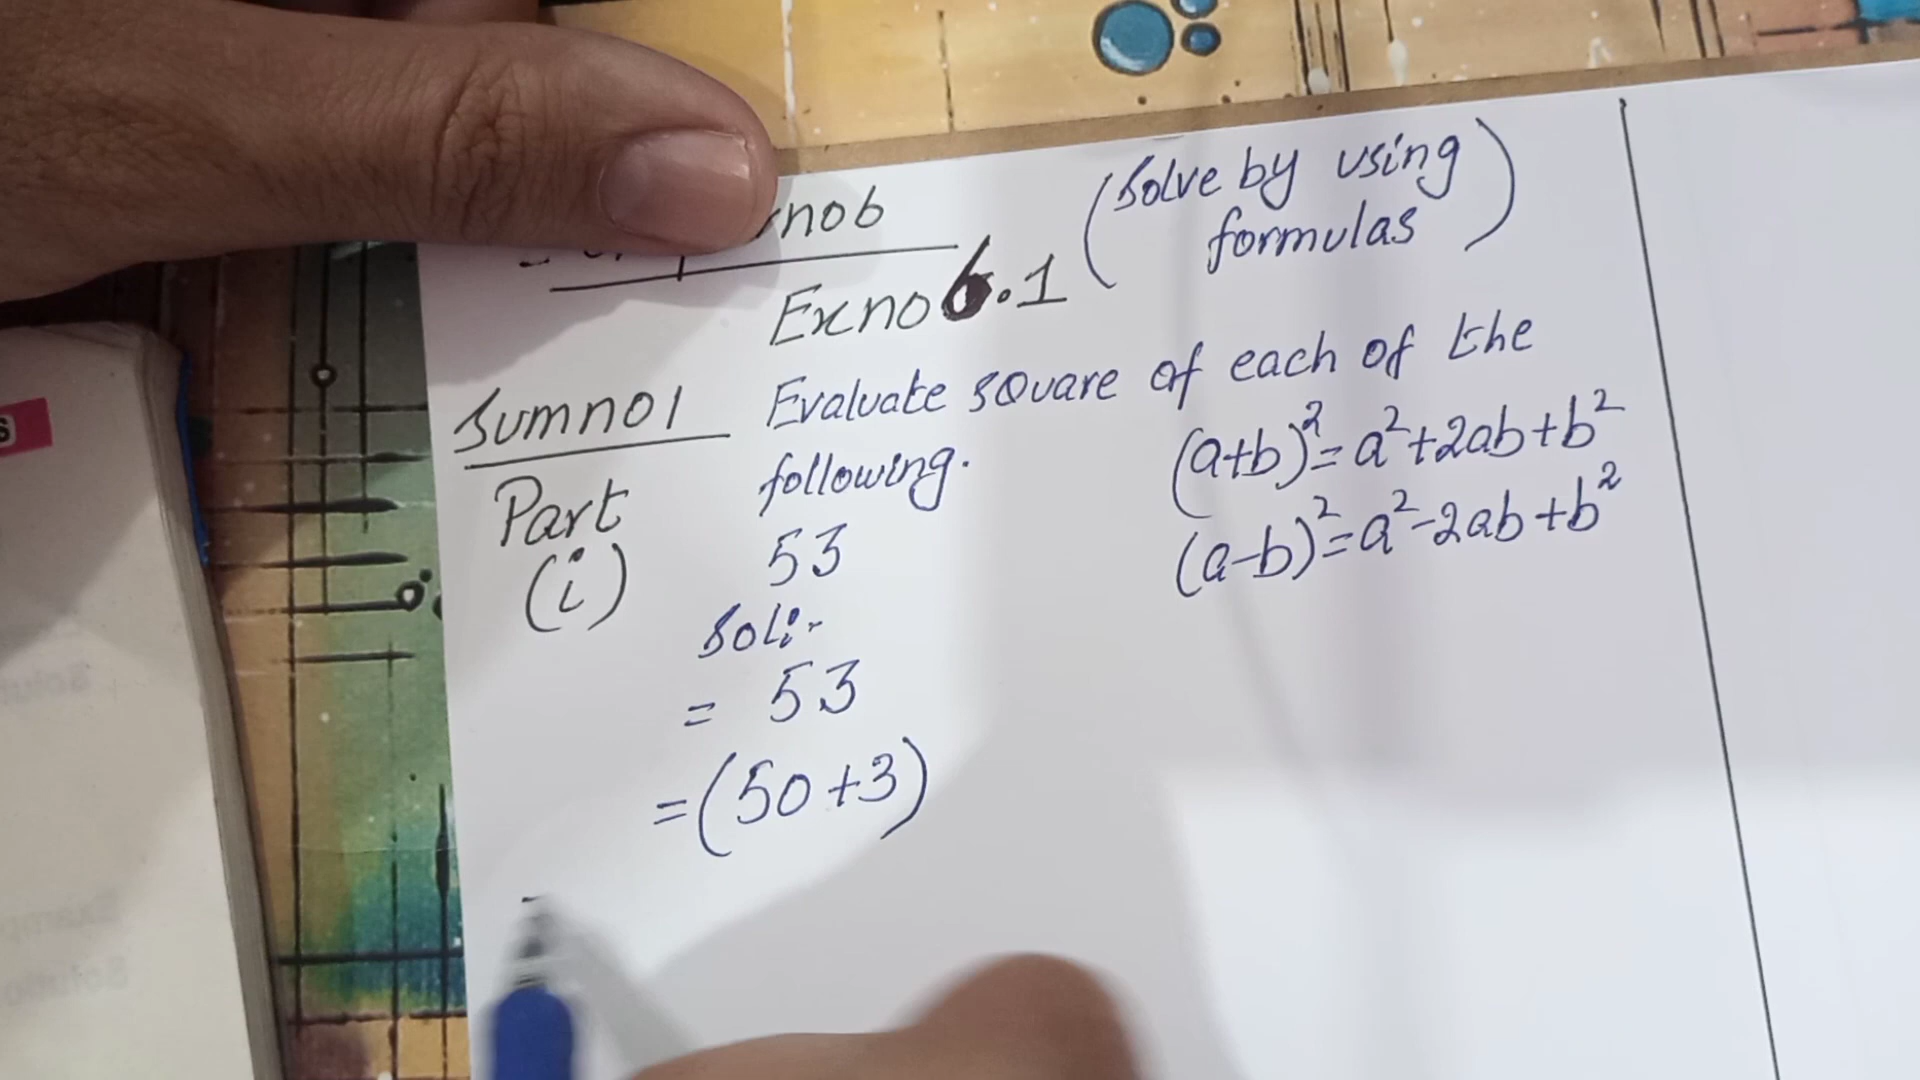 no6
Ex no 6.1 (Solve by using formulas)
Sum no 1 Evaluate square of each of the following.
Part (i) 53
(a+b)²=a²+2ab+b²
(a-b)²=a²-2ab+b²
Sol:-
= 53
=(50+3)